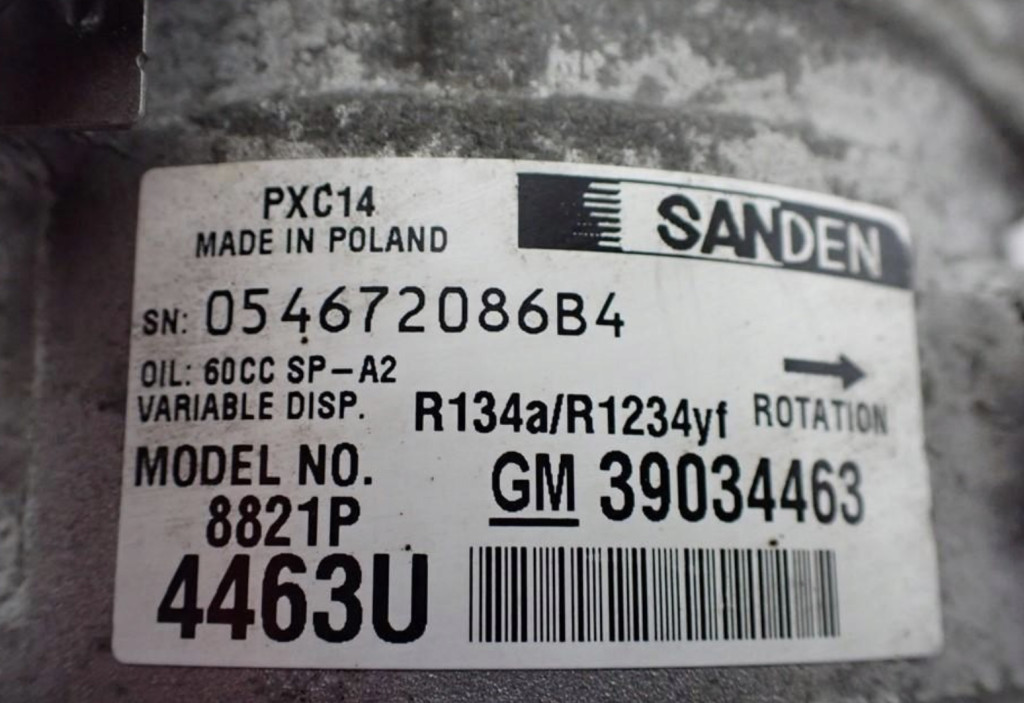 PXC14
MADE IN POLAND
SANDEN
SN: 054672086B4
OIL: 60CC SP-A2
VARIABLE DISP.
R134a/R1234yf
ROTATION
MODEL NO.
8821P
GM 39034463
4463U